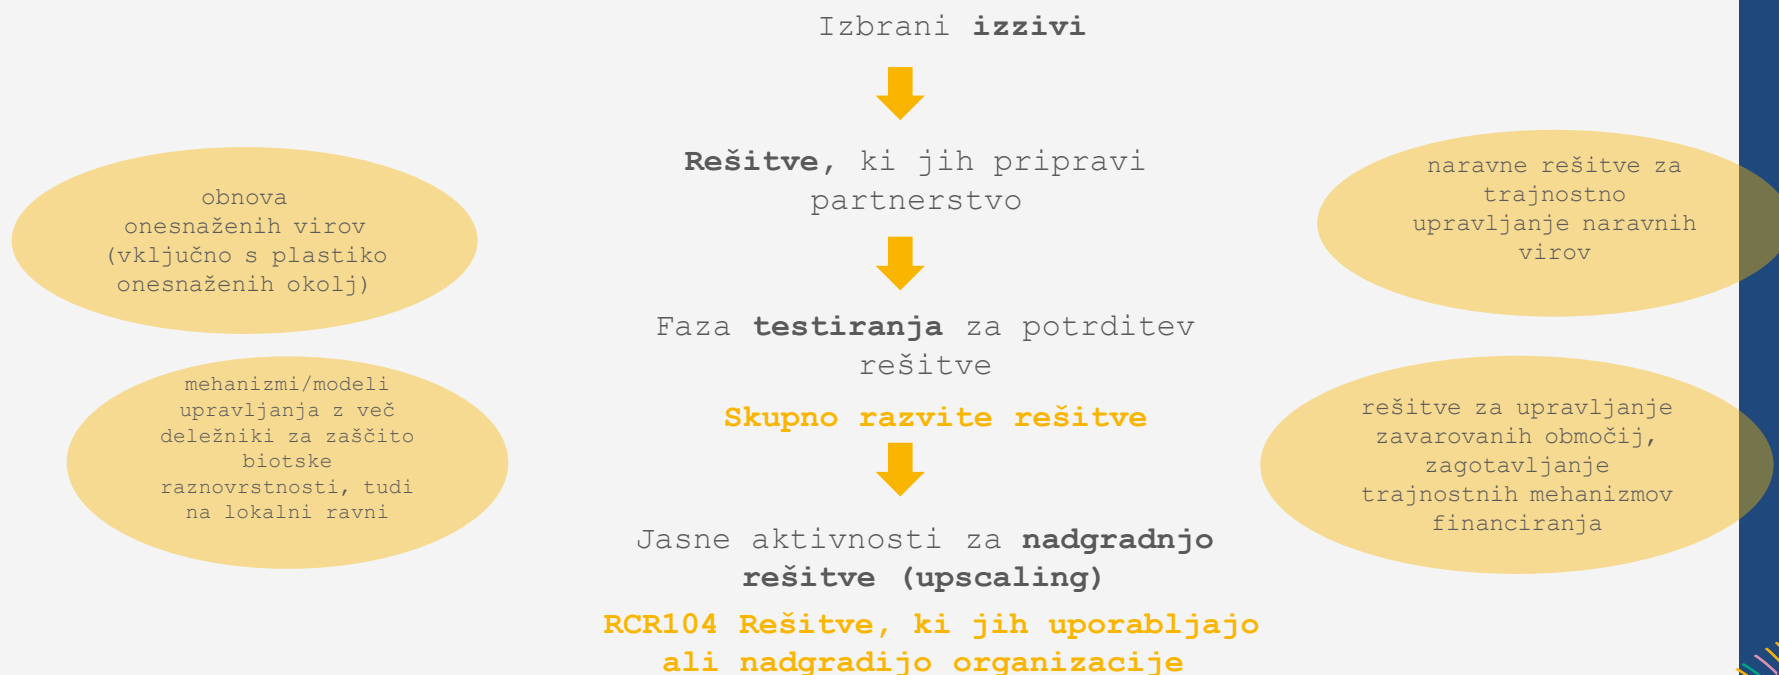 Izbrani izzivi
Rešitve, ki jih pripravi
partnerstvo
Faza testiranja za potrditev
rešitve
Skupno razvite rešitve
Jasne aktivnosti za nadgradnjo
rešitve (upscaling)
RCR104 Rešitve, ki jih uporabljajo
ali nadgradijo organizacije
obnova
onesnaženih virov
(vključno s plastiko
onesnaženih okolj)
mehanizmi/modeli
upravljanja z več
deležniki za zaščito
biotske
raznovrstnosti, tudi
na lokalni ravni
naravne rešitve za
trajnostno
upravljanje naravnih
virov
rešitve za upravljanje
zavarovanih območij,
zagotavljanje
trajnostnih mehanizmov
financiranja